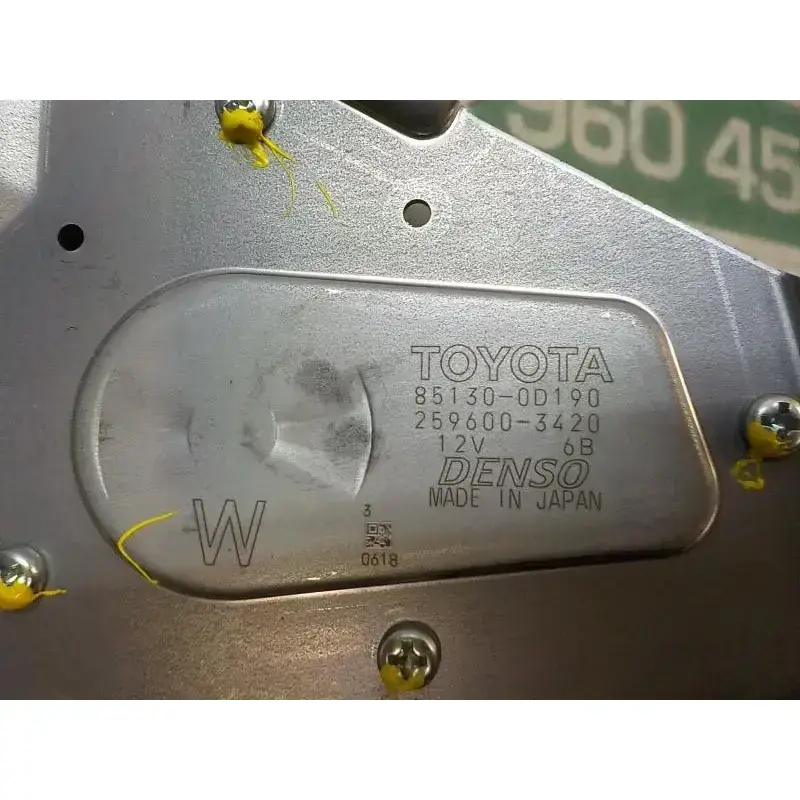 960 45
TOYOTA
85130-0D190
259600-3420
12V 6B
DENSO
MADE IN JAPAN
W
3
0618